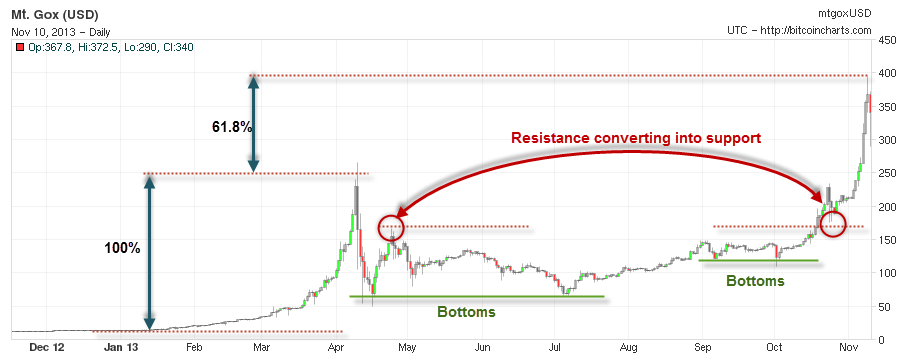 Mt. Gox (USD)
mtgoxUSD
Nov 10, 2013 – Daily
UTC – http://bitcoincharts.com
Op:367.8, Hi:372.5, Lo:290, Cl:340
450
400
350
300
250
200
150
100
50
0
61.8%
100%
Resistance converting into support
Bottoms
Bottoms
Dec 12 Jan 13 Feb Mar Apr May Jun Jul Aug Sep Oct Nov